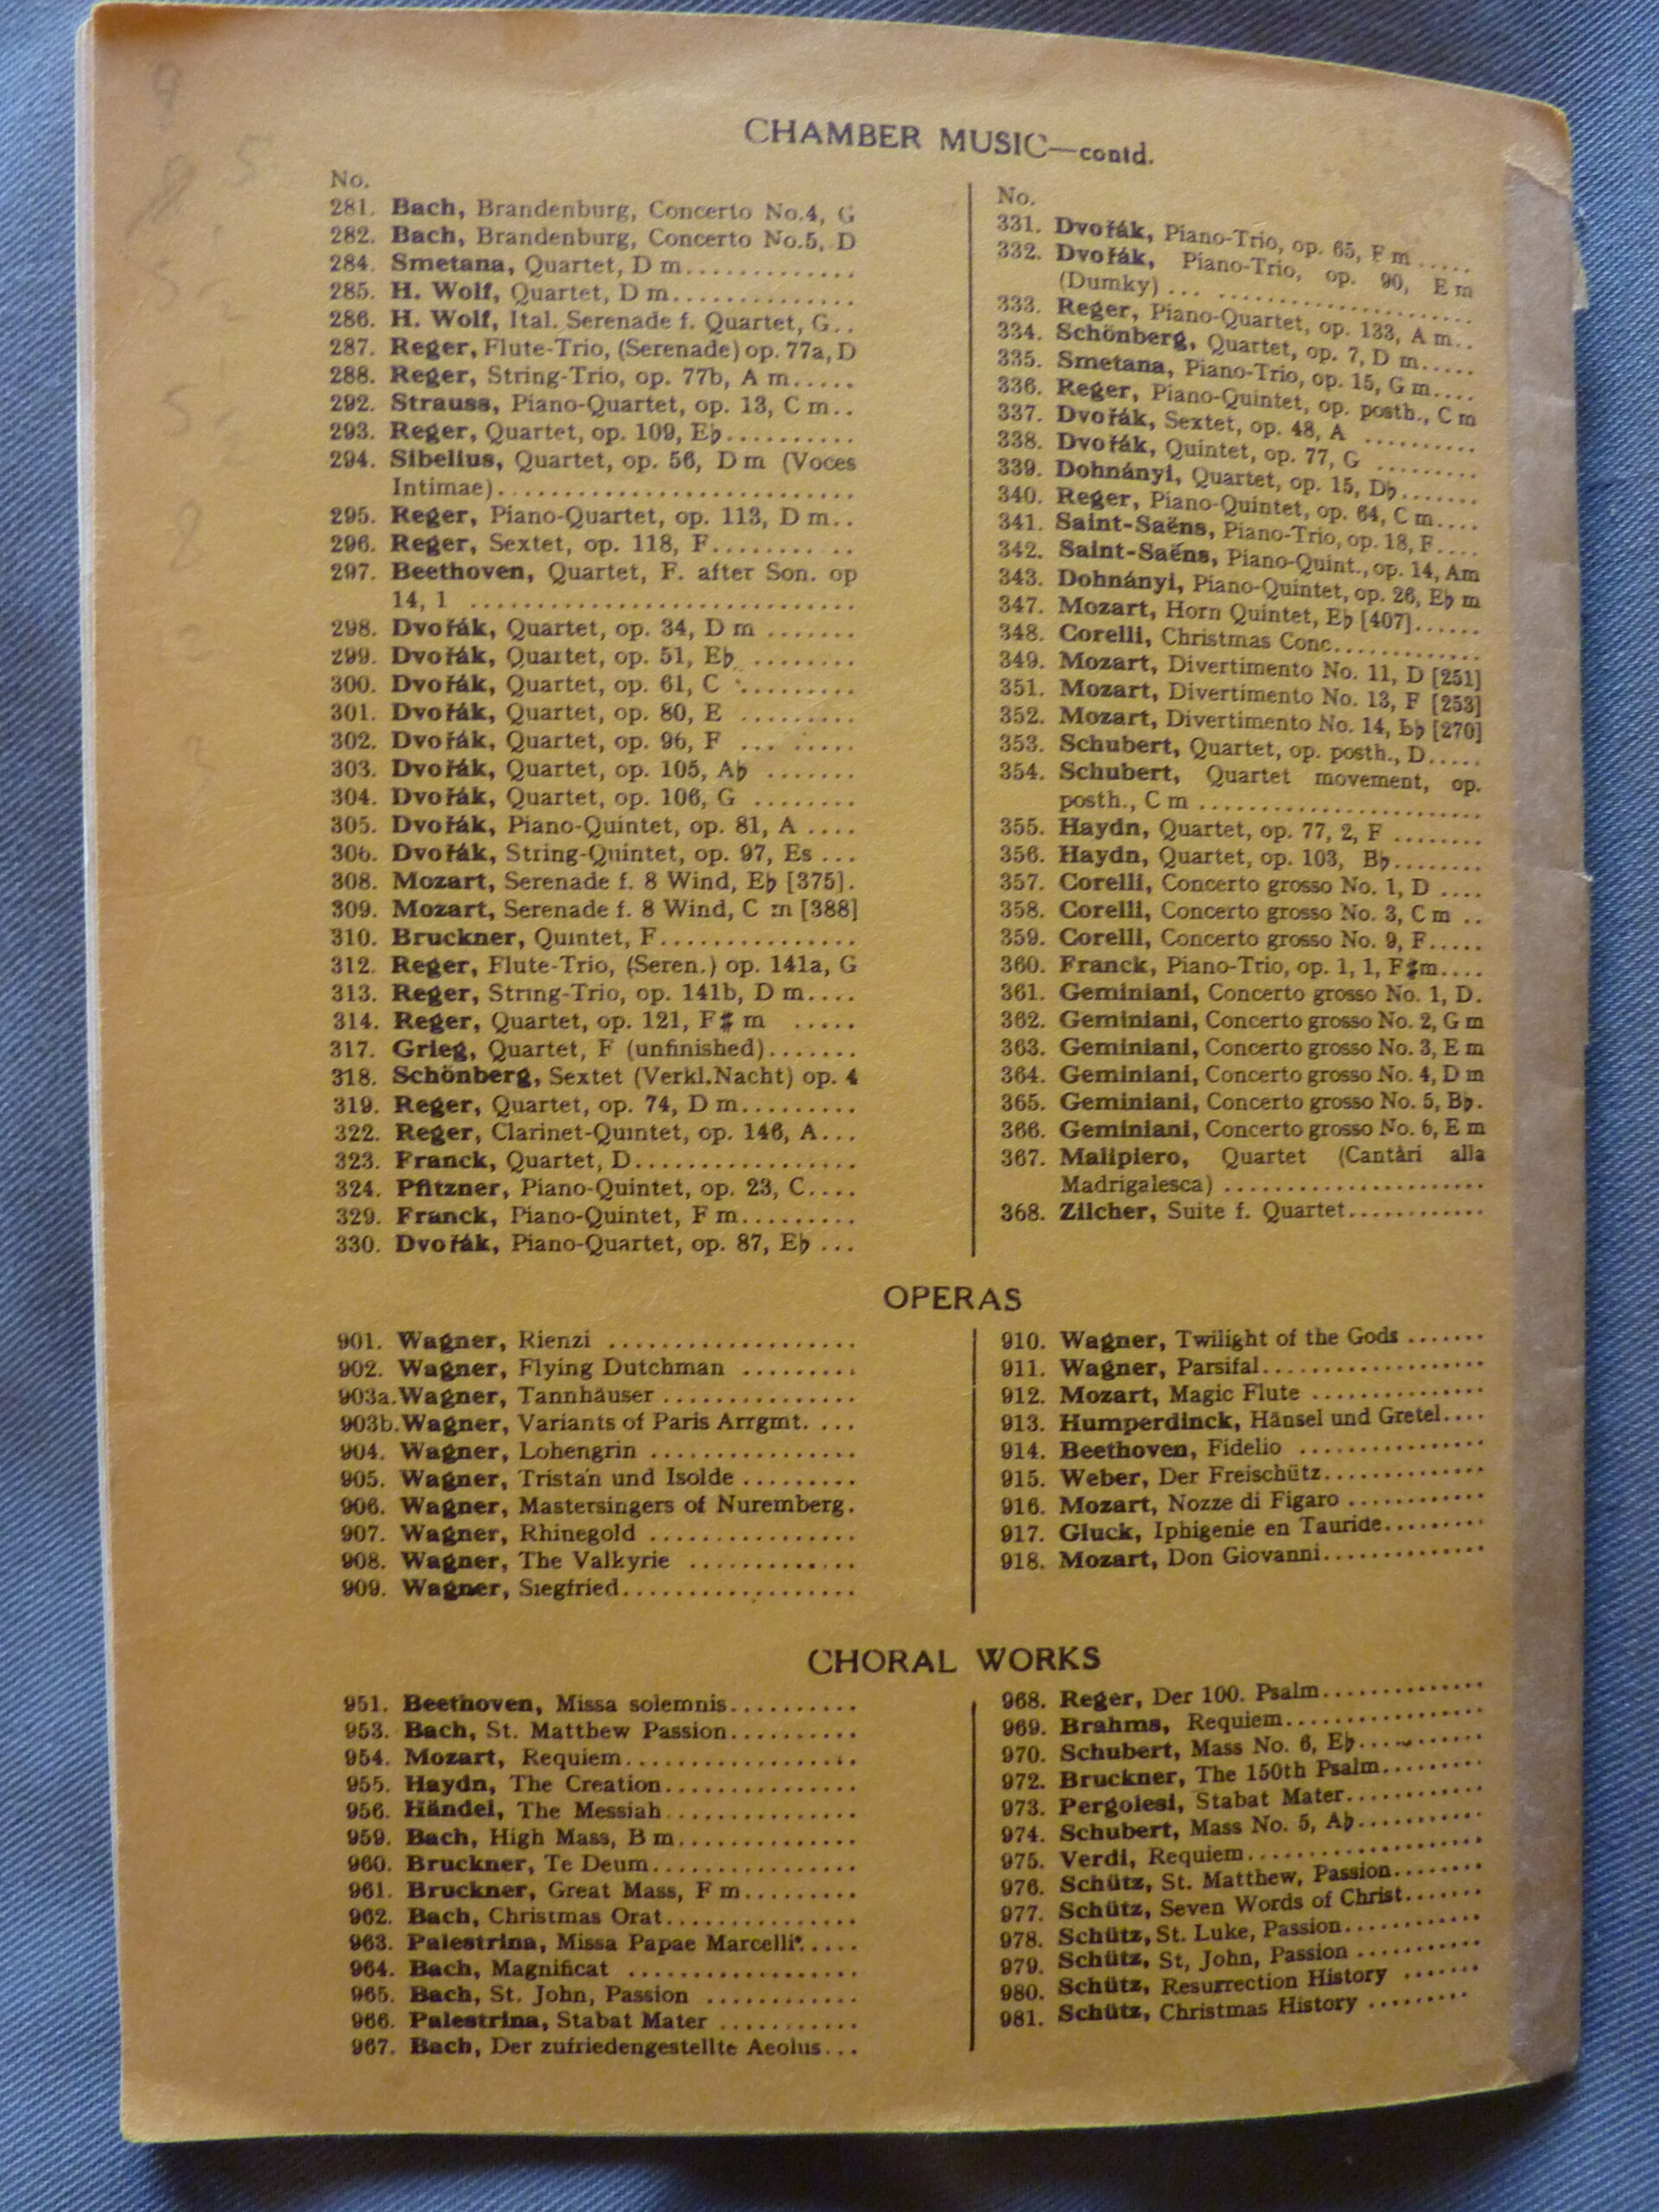 CHAMBER MUSIC—contd.
No.
281. Bach, Brandenburg, Concerto No.4, G
282. Bach, Brandenburg, Concerto No.5, D
284. Smetana, Quartet, D m.............
285. H. Wolf, Quartet, D m..............
286. H. Wolf, Ital. Serenade f. Quartet, G..
287. Reger, Flute-Trio, (Serenade) op. 77a, D
288. Reger, String-Trio, op. 77b, A m.....
292. Strauss, Piano-Quartet, op. 13, C m..
293. Reger, Quartet, op. 109, E♭..........
294. Sibelius, Quartet, op. 56, D m (Voces
Intimae)...........................
295. Reger, Piano-Quartet, op. 113, D m..
296. Reger, Sextet, op. 118, F...........
297. Beethoven, Quartet, F. after Son. op
14, 1 .............................
298. Dvořák, Quartet, op. 34, D m .......
299. Dvořák, Quartet, op. 51, E♭ ........
300. Dvořák, Quartet, op. 61, C .........
301. Dvořák, Quartet, op. 80, E .........
302. Dvořák, Quartet, op. 96, F ... .....
303. Dvořák, Quartet, op. 105, A♭ .......
304. Dvořák, Quartet, op. 106, G ........
305. Dvořák, Piano-Quintet, op. 81, A ....
306. Dvořák, String-Quintet, op. 97, Es ...
308. Mozart, Serenade f. 8 Wind, E♭ [375].
309. Mozart, Serenade f. 8 Wind, C m [388]
310. Bruckner, Quintet, F...............
312. Reger, Flute-Trio, (Seren.) op. 141a, G
313. Reger, String-Trio, op. 141b, D m....
314. Reger, Quartet, op. 121, F♯ m .....
317. Grieg, Quartet, F (unfinished).......
318. Schönberg, Sextet (Verkl.Nacht) op. 4
319. Reger, Quartet, op. 74, D m.........
322. Reger, Clarinet-Quintet, op. 146, A...
323. Franck, Quartet, D.................
324. Pfitzner, Piano-Quintet, op. 23, C....
329. Franck, Piano-Quintet, F m.........
330. Dvořák, Piano-Quartet, op. 87, E♭ ...
No.
331. Dvořák, Piano-Trio, op. 65, F m .....
332. Dvořák, Piano-Trio, op. 90, E m
(Dumky) ... ....................
333. Reger, Piano-Quartet, op. 133, A m..
334. Schönberg, Quartet, op. 7, D m.....
335. Smetana, Piano-Trio, op. 15, G m....
336. Reger, Piano-Quintet, op. posth., C m
337. Dvořák, Sextet, op. 48, A .........
338. Dvořák, Quintet, op. 77, G ........
339. Dohnányi, Quartet, op. 15, D♭.......
340. Reger, Piano-Quintet, op. 64, C m....
341. Saint-Saëns, Piano-Trio, op. 18, F....
342. Saint-Saëns, Piano-Quint., op. 14, Am
343. Dohnányi, Piano-Quintet, op. 26, E♭ m
347. Mozart, Horn Quintet, E♭ [407]......
348. Corelli, Christmas Conc.............
349. Mozart, Divertimento No. 11, D [251]
351. Mozart, Divertimento No. 13, F [253]
352. Mozart, Divertimento No. 14, B♭ [270]
353. Schubert, Quartet, op. posth., D.....
354. Schubert, Quartet movement, op.
posth., C m .......................
355. Haydn, Quartet, op. 77, 2, F ........
356. Haydn, Quartet, op. 103, B♭........
357. Corelli, Concerto grosso No. 1, D ....
358. Corelli, Concerto grosso No. 3, C m ..
359. Corelli, Concerto grosso No. 9, F.....
360. Franck, Piano-Trio, op. 1, 1, F♯m....
361. Geminiani, Concerto grosso No. 1, D.
362. Geminiani, Concerto grosso No. 2, G m
363. Geminiani, Concerto grosso No. 3, E m
364. Geminiani, Concerto grosso No. 4, D m
365. Geminiani, Concerto grosso No. 5, B♭.
366. Geminiani, Concerto grosso No. 6, E m
367. Malipiero, Quartet (Cantàri alla
Madrigalesca) .....................
368. Zilcher, Suite f. Quartet............
OPERAS
901. Wagner, Rienzi ...................
902. Wagner, Flying Dutchman .........
903a. Wagner, Tannhäuser ...............
903b. Wagner, Variants of Paris Arrgmt. ...
904. Wagner, Lohengrin ................
905. Wagner, Tristan und Isolde .........
906. Wagner, Mastersingers of Nuremberg.
907. Wagner, Rhinegold ................
908. Wagner, The Valkyrie .............
909. Wagner, Siegfried..................
910. Wagner, Twilight of the Gods .......
911. Wagner, Parsifal...................
912. Mozart, Magic Flute ...............
913. Humperdinck, Hänsel und Gretel....
914. Beethoven, Fidelio ................
915. Weber, Der Freischütz..............
916. Mozart, Nozze di Figaro ............
917. Gluck, Iphigenie en Tauride.........
918. Mozart, Don Giovanni..............
CHORAL WORKS
951. Beethoven, Missa solemnis..........
953. Bach, St. Matthew Passion..........
954. Mozart, Requiem..................
955. Haydn, The Creation...............
956. Händel, The Messiah...............
959. Bach, High Mass, B m..............
960. Bruckner, Te Deum................
961. Bruckner, Great Mass, F m.........
962. Bach, Christmas Orat...............
963. Palestrina, Missa Papae Marcelli.....
964. Bach, Magnificat ..................
965. Bach, St. John, Passion ............
966. Palestrina, Stabat Mater ...........
967. Bach, Der zufriedengestellte Aeolus...
968. Reger, Der 100. Psalm..............
969. Brahms, Requiem.................
970. Schubert, Mass No. 6, E♭...........
972. Bruckner, The 150th Psalm.........
973. Pergolesi, Stabat Mater............
974. Schubert, Mass No. 5, A♭...........
975. Verdi, Requiem....................
976. Schütz, St. Matthew, Passion........
977. Schütz, Seven Words of Christ.......
978. Schütz, St. Luke, Passion............
979. Schütz, St, John, Passion ...........
980. Schütz, Resurrection History .......
981. Schütz, Christmas History .........